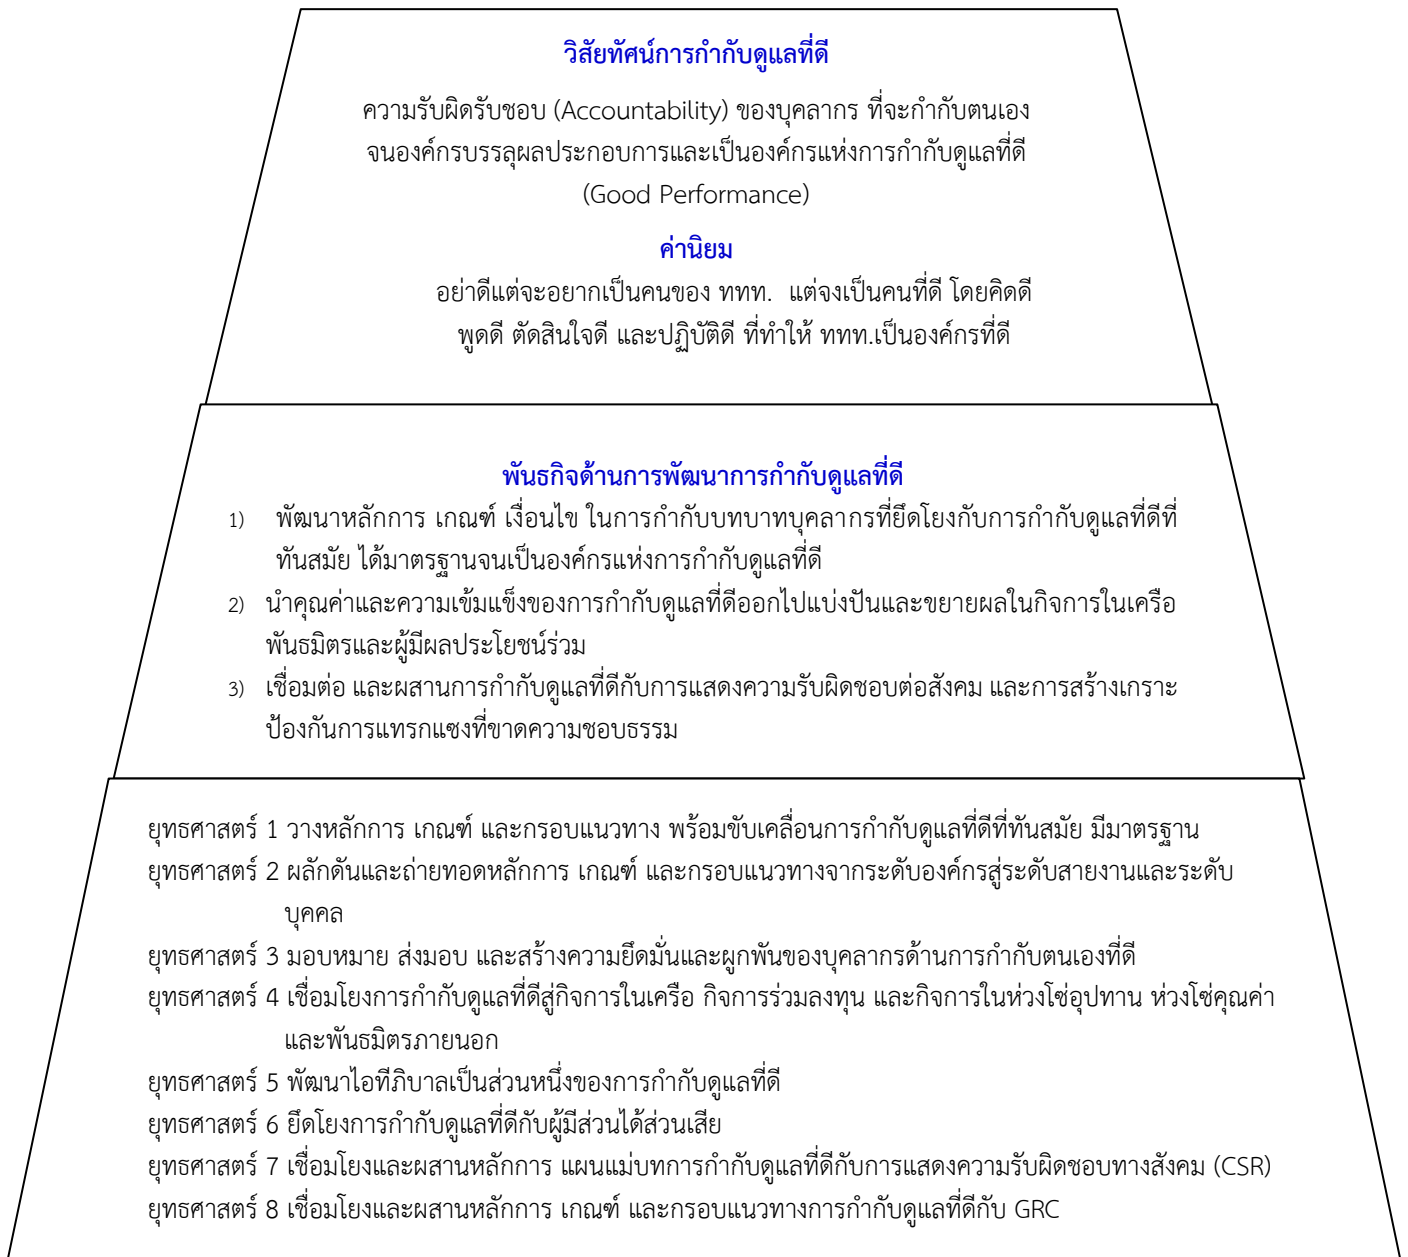 วิสัยทัศน์การกำกับดูแลที่ดี
ความรับผิดรับชอบ (Accountability) ของบุคลากร ที่จะกำกับตนเอง
จนองค์กรบรรลุผลประกอบการและเป็นองค์กรแห่งการกำกับดูแลที่ดี
(Good Performance)
ค่านิยม
อย่าดีแต่จะอยากเป็นคนของ ททท.  แต่จงเป็นคนที่ดี โดยคิดดี
พูดดี ตัดสินใจดี และปฏิบัติดี ที่ทำให้ ททท.เป็นองค์กรที่ดี
พันธกิจด้านการพัฒนาการกำกับดูแลที่ดี
1) พัฒนาหลักการ เกณฑ์ เงื่อนไข ในการกำกับบทบาทบุคลากรที่ยึดโยงกับการกำกับดูแลที่ดีที่
ทันสมัย ได้มาตรฐานจนเป็นองค์กรแห่งการกำกับดูแลที่ดี
2) นำคุณค่าและความเข้มแข็งของการกำกับดูแลที่ดีออกไปแบ่งปันและขยายผลในกิจการในเครือ
พันธมิตรและผู้มีผลประโยชน์ร่วม
3) เชื่อมต่อ และผสานการกำกับดูแลที่ดีกับการแสดงความรับผิดชอบต่อสังคม และการสร้างเกราะ
ป้องกันการแทรกแซงที่ขาดความชอบธรรม
ยุทธศาสตร์ 1 วางหลักการ เกณฑ์ และกรอบแนวทาง พร้อมขับเคลื่อนการกำกับดูแลที่ดีที่ทันสมัย มีมาตรฐาน
ยุทธศาสตร์ 2 ผลักดันและถ่ายทอดหลักการ เกณฑ์ และกรอบแนวทางจากระดับองค์กรสู่ระดับสายงานและระดับ
บุคคล
ยุทธศาสตร์ 3 มอบหมาย ส่งมอบ และสร้างความยึดมั่นและผูกพันของบุคลากรด้านการกำกับตนเองที่ดี
ยุทธศาสตร์ 4 เชื่อมโยงการกำกับดูแลที่ดีสู่กิจการในเครือ กิจการร่วมลงทุน และกิจการในห่วงโซ่อุปทาน ห่วงโซ่คุณค่า
และพันธมิตรภายนอก
ยุทธศาสตร์ 5 พัฒนาไอทีภิบาลเป็นส่วนหนึ่งของการกำกับดูแลที่ดี
ยุทธศาสตร์ 6 ยึดโยงการกำกับดูแลที่ดีกับผู้มีส่วนได้ส่วนเสีย
ยุทธศาสตร์ 7 เชื่อมโยงและผสานหลักการ แผนแม่บทการกำกับดูแลที่ดีกับการแสดงความรับผิดชอบทางสังคม (CSR)
ยุทธศาสตร์ 8 เชื่อมโยงและผสานหลักการ เกณฑ์ และกรอบแนวทางการกำกับดูแลที่ดีกับ GRC